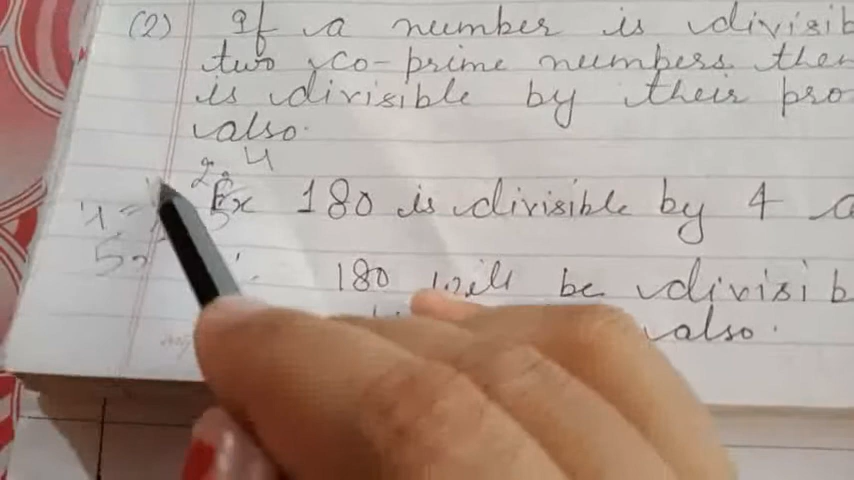 (2) If a number is divisib
two co-prime numbers then
is divisible by their pro
also.
Ex 180 is divisible by 4 a
180 will be divisib
also.